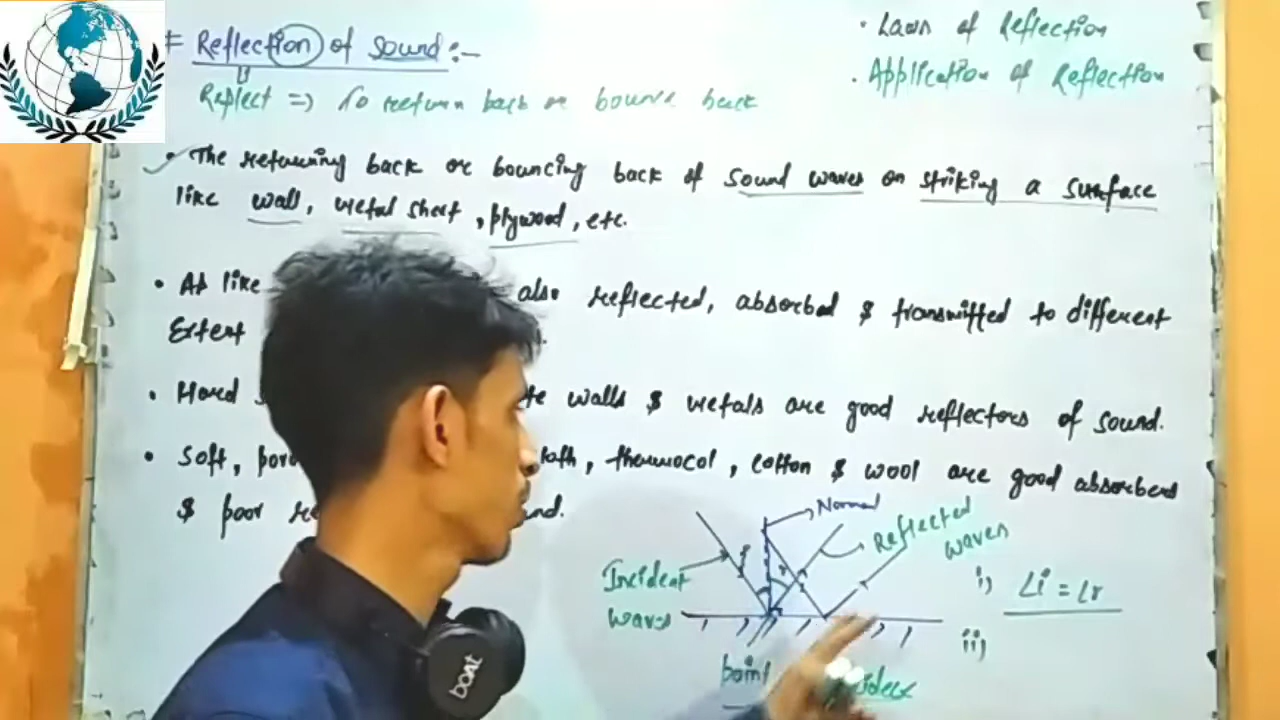 # Reflection of Sound :-
Reflect => To return back or bounce back
• Laws of Reflection
• Application of Reflection
• The returning back or bouncing back of sound waves on striking a surface
like wall, metal sheet, plywood, etc.
• As like also reflected, absorbed $ transmitted to different
Extent
• Hard walls $ metals are good reflectors of sound.
• Soft, thermocol, cotton $ wool are good absorbers
$ poor
Normal
Reflected
waves
Incident
waves
i) ∠i = ∠r
ii)
point
boAt